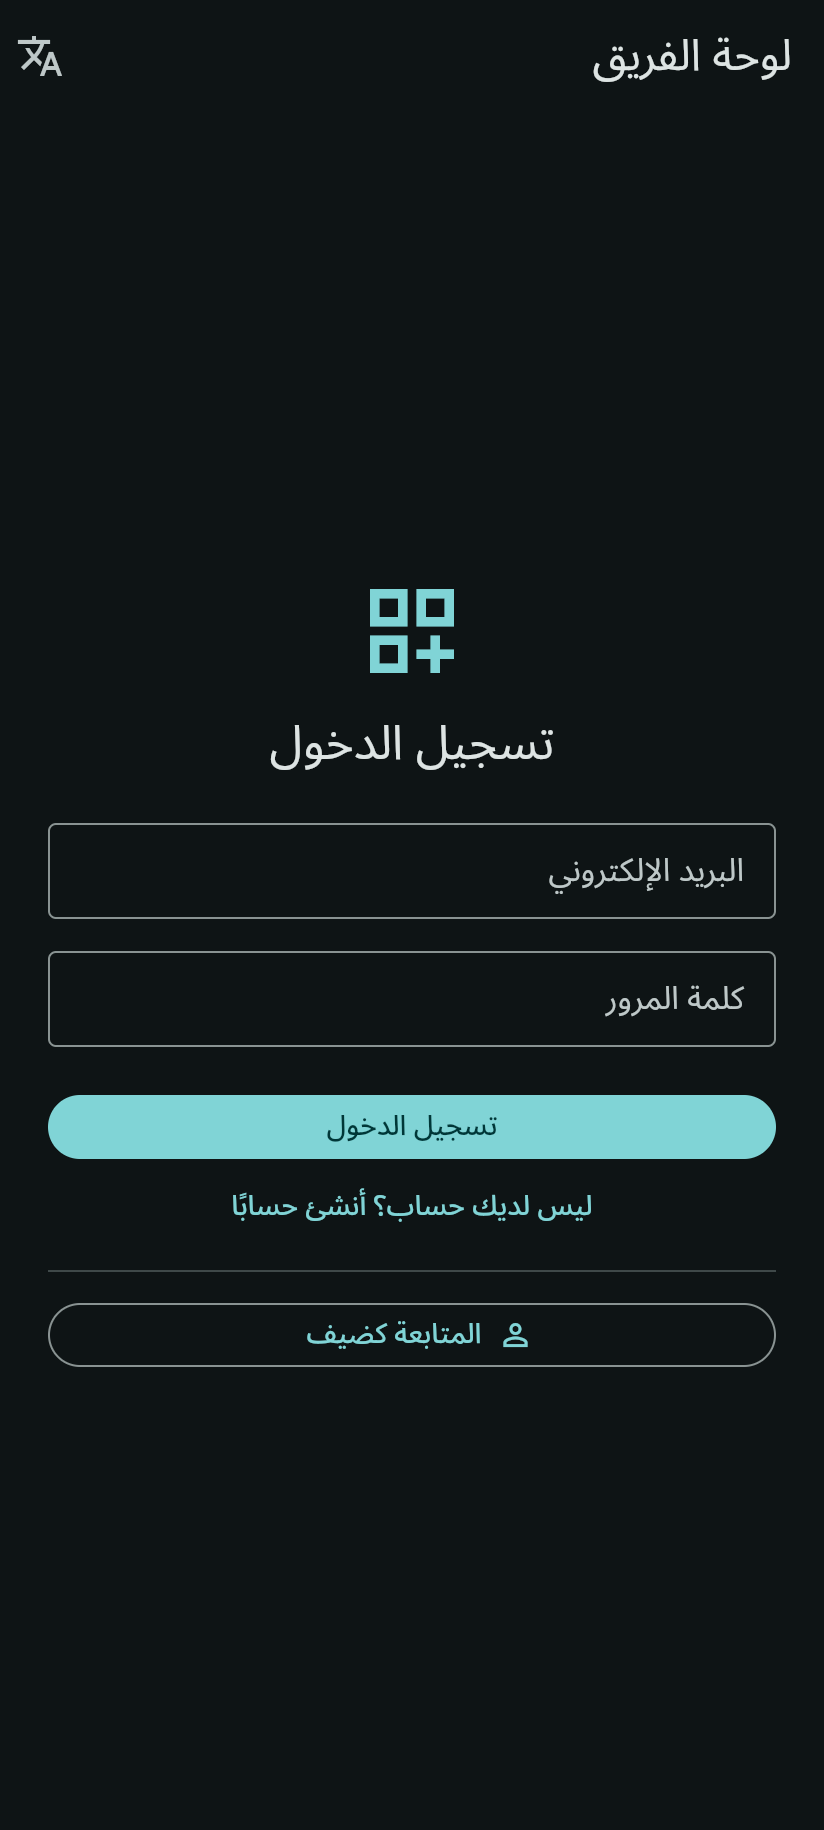 لوحة الفريق
تسجيل الدخول
البريد الإلكتروني
كلمة المرور
تسجيل الدخول
ليس لديك حساب؟ أنشئ حسابًا
المتابعة كضيف